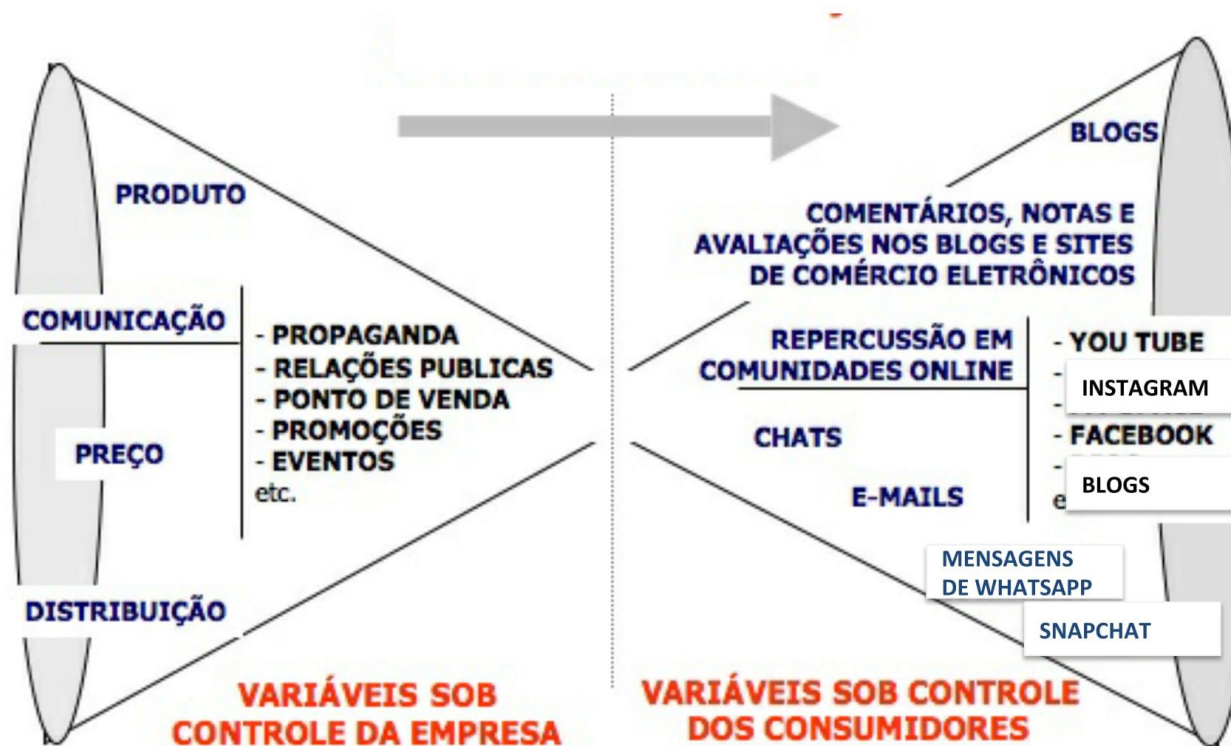 PRODUTO
COMUNICAÇÃO
- PROPAGANDA
- RELAÇÕES PUBLICAS
- PONTO DE VENDA
- PROMOÇÕES
- EVENTOS
etc.
PREÇO
DISTRIBUIÇÃO
VARIÁVEIS SOB
CONTROLE DA EMPRESA
BLOGS
COMENTÁRIOS, NOTAS E
AVALIAÇÕES NOS BLOGS E SITES
DE COMÉRCIO ELETRÔNICOS
REPERCUSSÃO EM
COMUNIDADES ONLINE
- YOU TUBE
- INSTAGRAM
- FACEBOOK
- BLOGS
CHATS
E-MAILS
MENSAGENS
DE WHATSAPP
SNAPCHAT
VARIÁVEIS SOB CONTROLE
DOS CONSUMIDORES